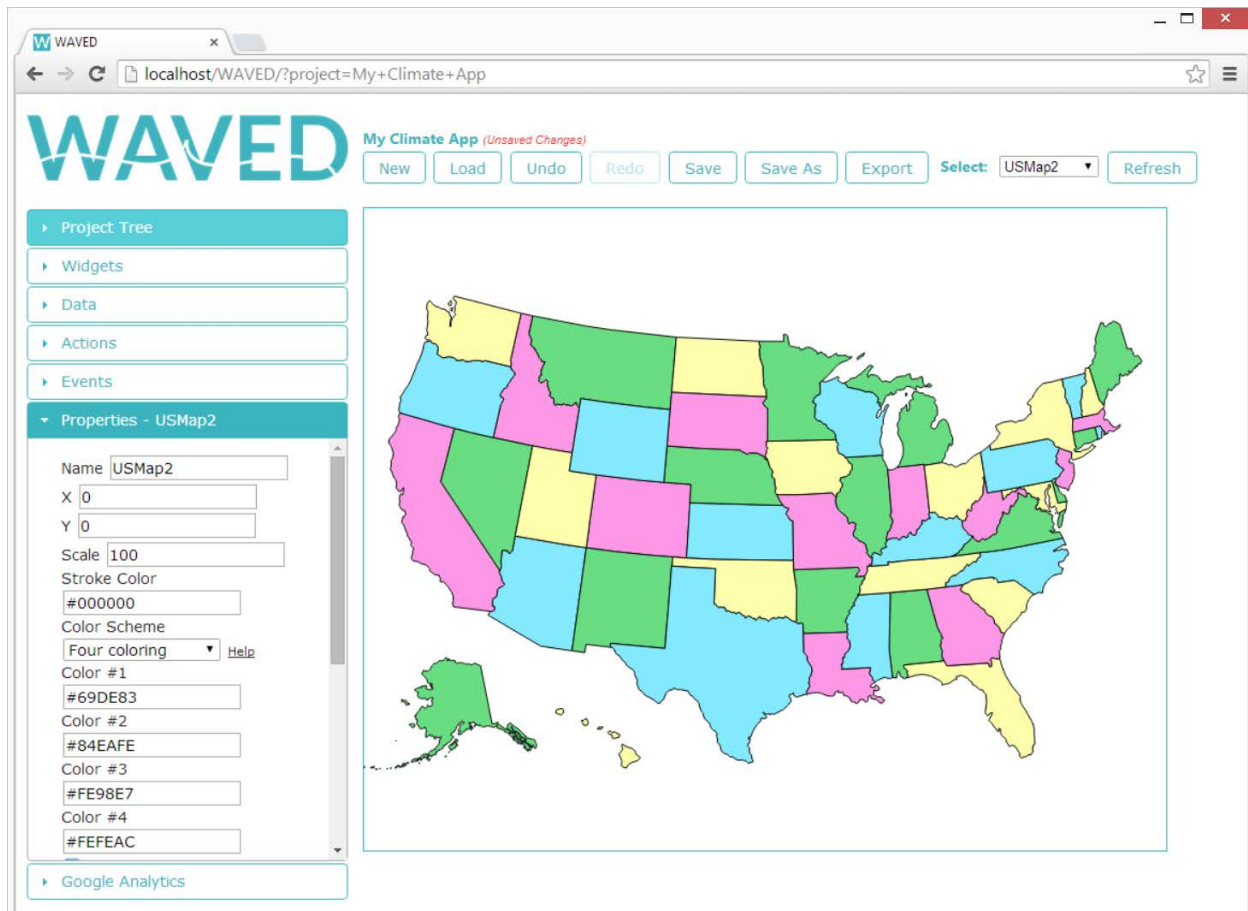 WAVED
localhost/WAVED/?project=My+Climate+App
WAVED
My Climate App (Unsaved Changes)
New Load Undo Redo Save Save As Export Select: USMap2 Refresh
Project Tree
Widgets
Data
Actions
Events
Properties - USMap2
Name USMap2
X 0
Y 0
Scale 100
Stroke Color
#000000
Color Scheme
Four coloring Help
Color #1
#69DE83
Color #2
#84EAFE
Color #3
#FE98E7
Color #4
#FEFEAC
Google Analytics